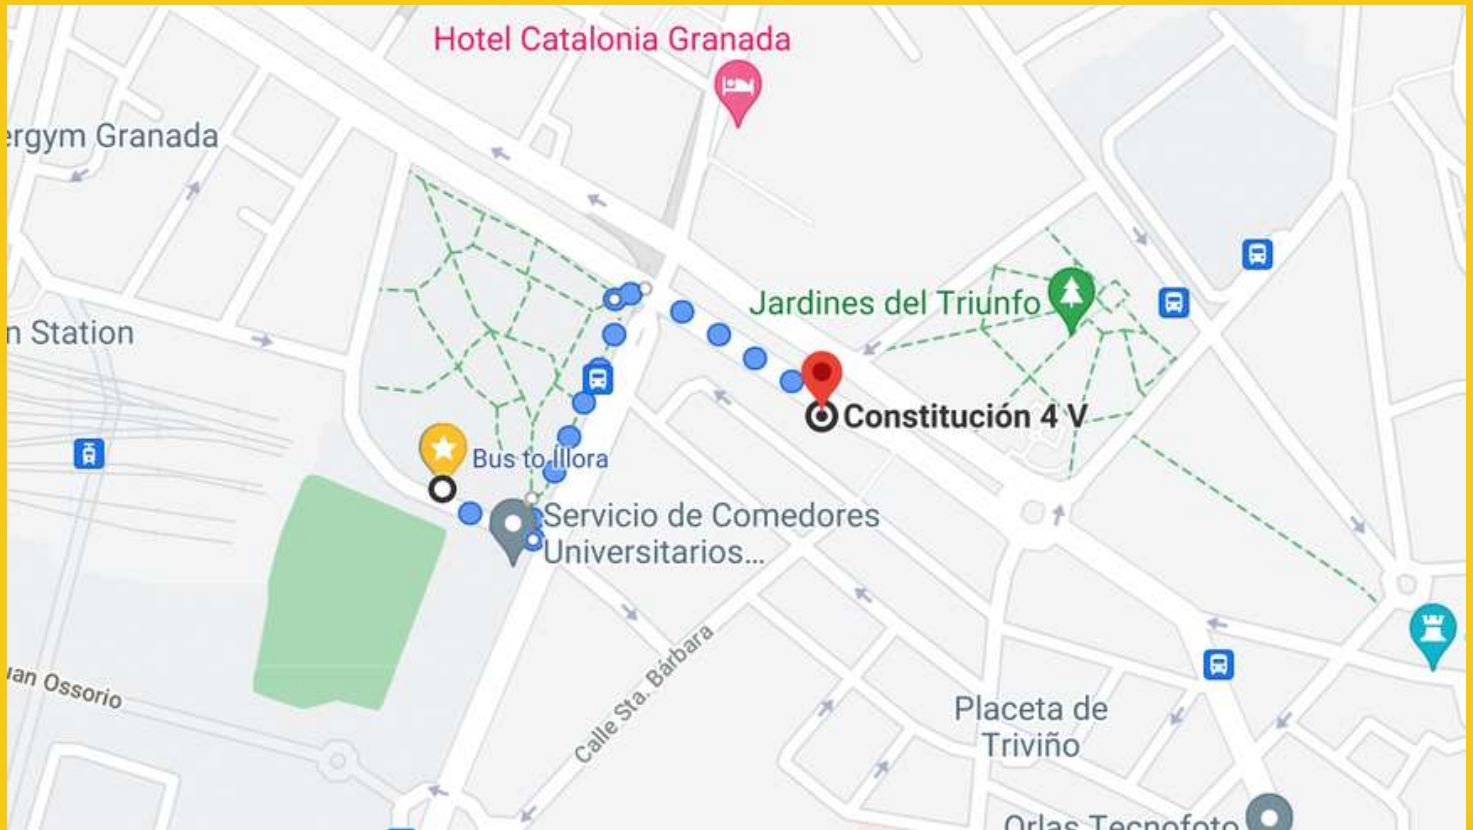 Hotel Catalonia Granada
ergym Granada
Jardines del Triunfo
n Station
Constitución 4 V
Bus to Íllora
Servicio de Comedores
Universitarios...
Calle Sta. Bárbara
uan Ossorio
Placeta de
Triviño
Orlas Tecnofoto